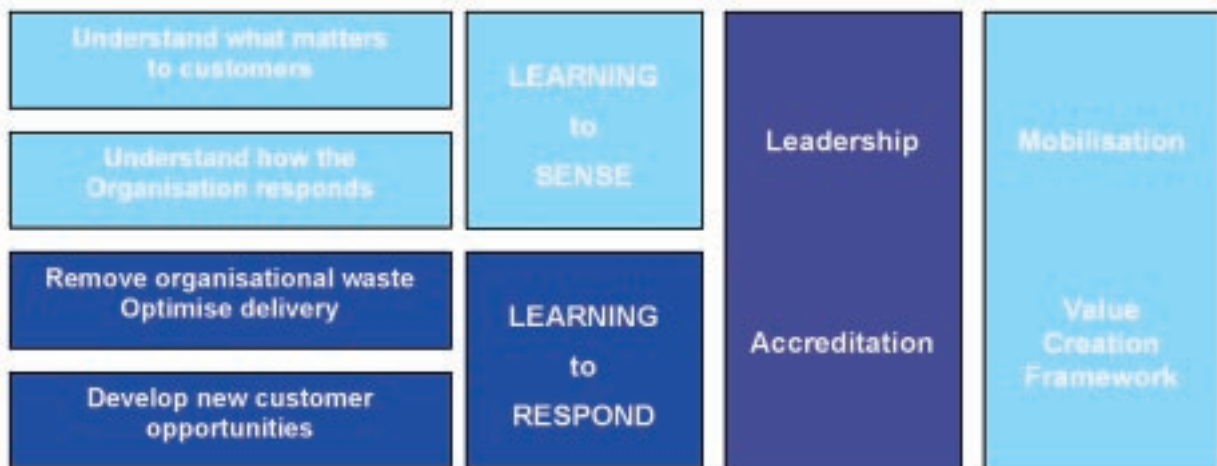 Understand what matters
to customers
Understand how the
Organisation responds
Remove organisational waste
Optimise delivery
Develop new customer
opportunities
LEARNING
to
SENSE
LEARNING
to
RESPOND
Leadership
Accreditation
Mobilisation
Value
Creation
Framework